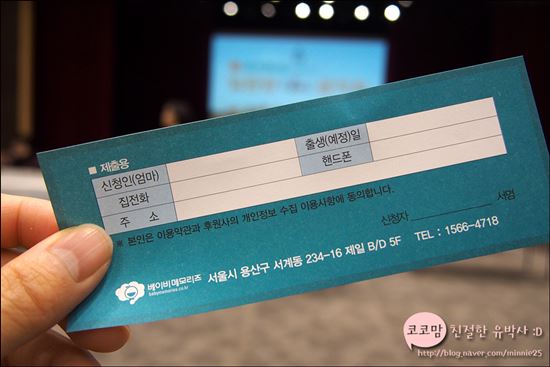 ■ 제출용
신청인(엄마) 출생(예정)일
집전화 핸드폰
주 소
※ 본인은 이용약관과 후원사의 개인정보 수집 이용사항에 동의합니다.
신청자 ____________ 서명
베이비메모리즈
babymemories.co.kr
서울시 용산구 서계동 234-16 제일 B/D 5F TEL : 1566-4718
코코맘 친절한 유박사 :D
http://blog.naver.com/minnie25